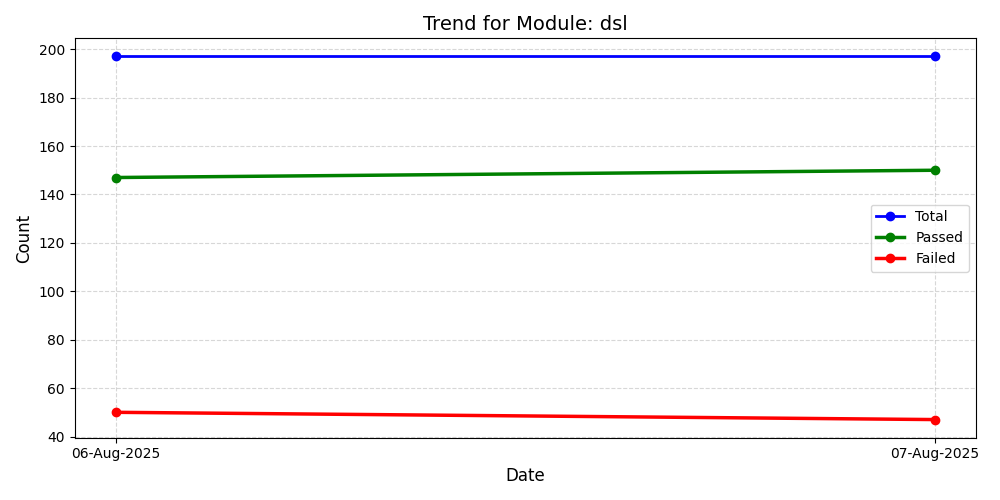 Trend for Module: dsl
Count
200
180
160
140
120
100
80
60
40
Total
Passed
Failed
06-Aug-2025
07-Aug-2025
Date